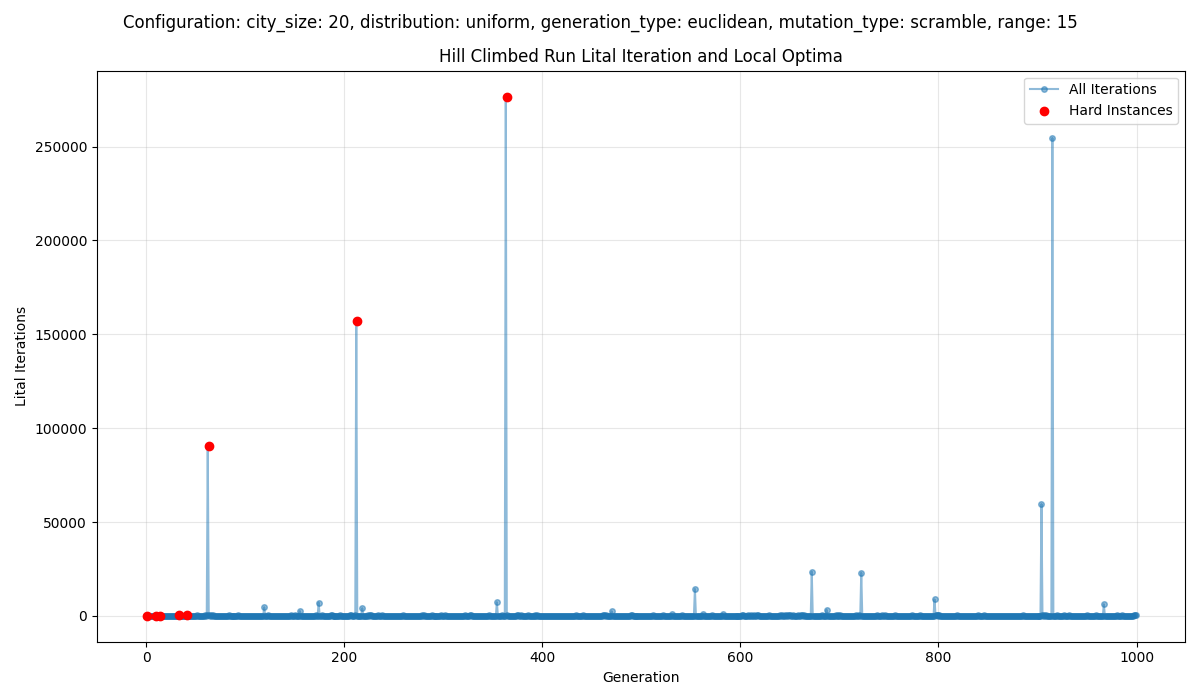 Configuration: city_size: 20, distribution: uniform, generation_type: euclidean, mutation_type: scramble, range: 15
Hill Climbed Run Lital Iteration and Local Optima
All Iterations
Hard Instances
250000
200000
150000
100000
50000
0
Lital Iterations
0 200 400 600 800 1000
Generation